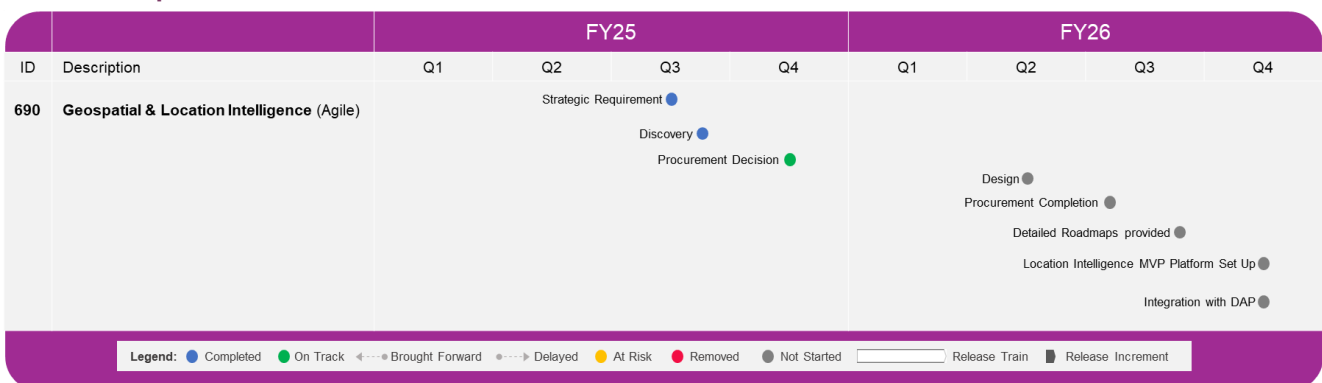 FY25 FY26
ID Description Q1 Q2 Q3 Q4 Q1 Q2 Q3 Q4
690 Geospatial & Location Intelligence (Agile)
Strategic Requirement
Discovery
Procurement Decision
Design
Procurement Completion
Detailed Roadmaps provided
Location Intelligence MVP Platform Set Up
Integration with DAP
Legend: Completed On Track Brought Forward Delayed At Risk Removed Not Started Release Train Release Increment